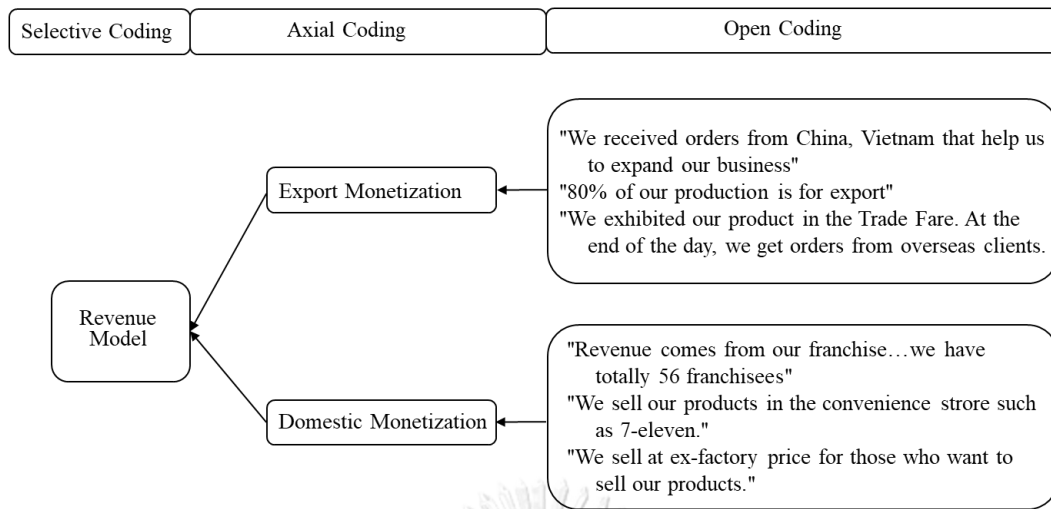 Selective Coding
Axial Coding
Open Coding
"We received orders from China, Vietnam that help us
to expand our business"
"80% of our production is for export"
"We exhibited our product in the Trade Fare. At the
end of the day, we get orders from overseas clients.
Export Monetization
Revenue
Model
"Revenue comes from our franchise…we have
totally 56 franchisees"
"We sell our products in the convenience strore such
as 7-eleven."
"We sell at ex-factory price for those who want to
sell our products."
Domestic Monetization